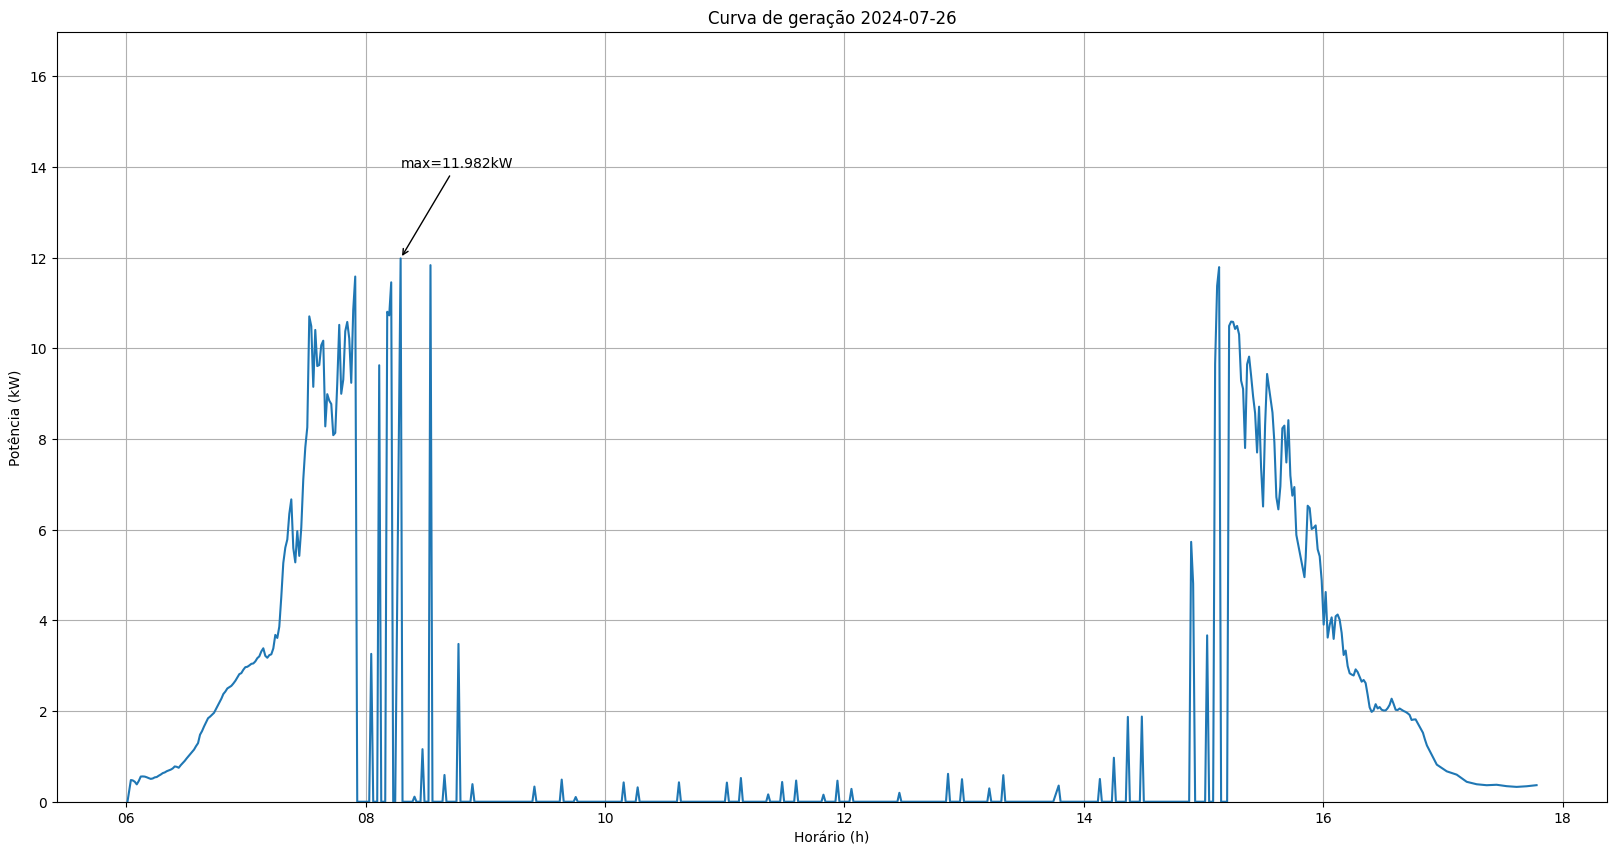 Curva de geração 2024-07-26
16
14
12
10
8
6
4
2
0
max=11.982kW
Potência (kW)
06 08 10 12 14 16 18
Horário (h)